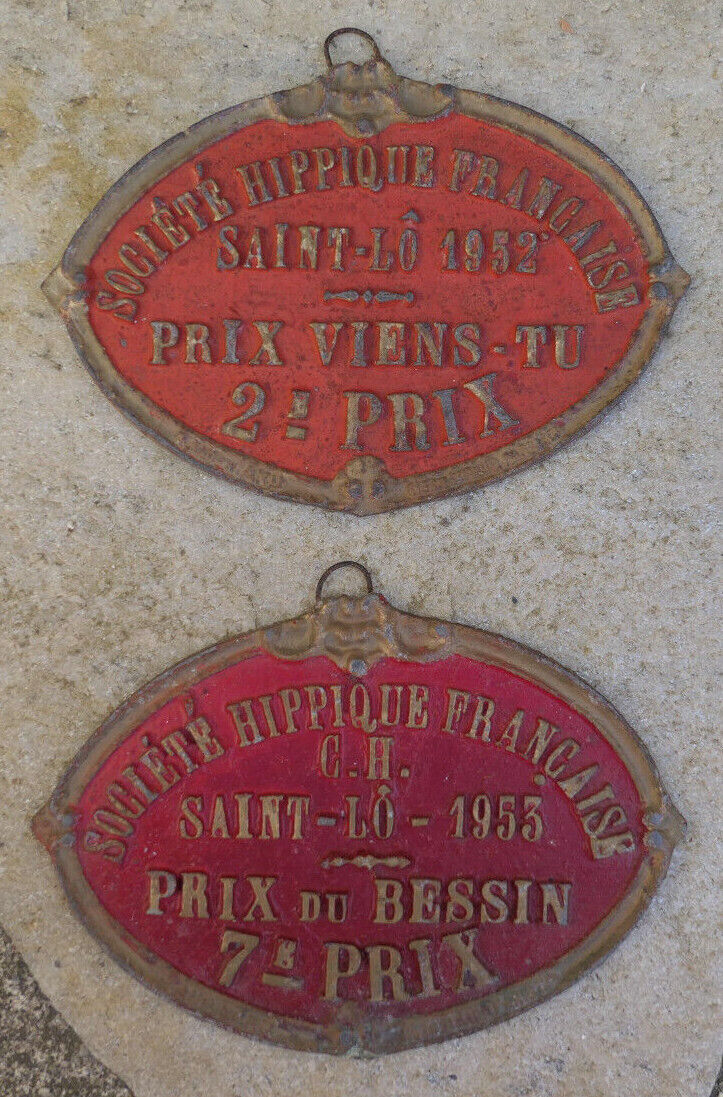 SOCIÉTÉ HIPPIQUE FRANÇAISE
SAINT-LÔ 1952
PRIX VIENS-TU
2E PRIX
SOCIÉTÉ HIPPIQUE FRANÇAISE
C.H.
SAINT-LÔ-1953
PRIX DU BESSIN
7E PRIX